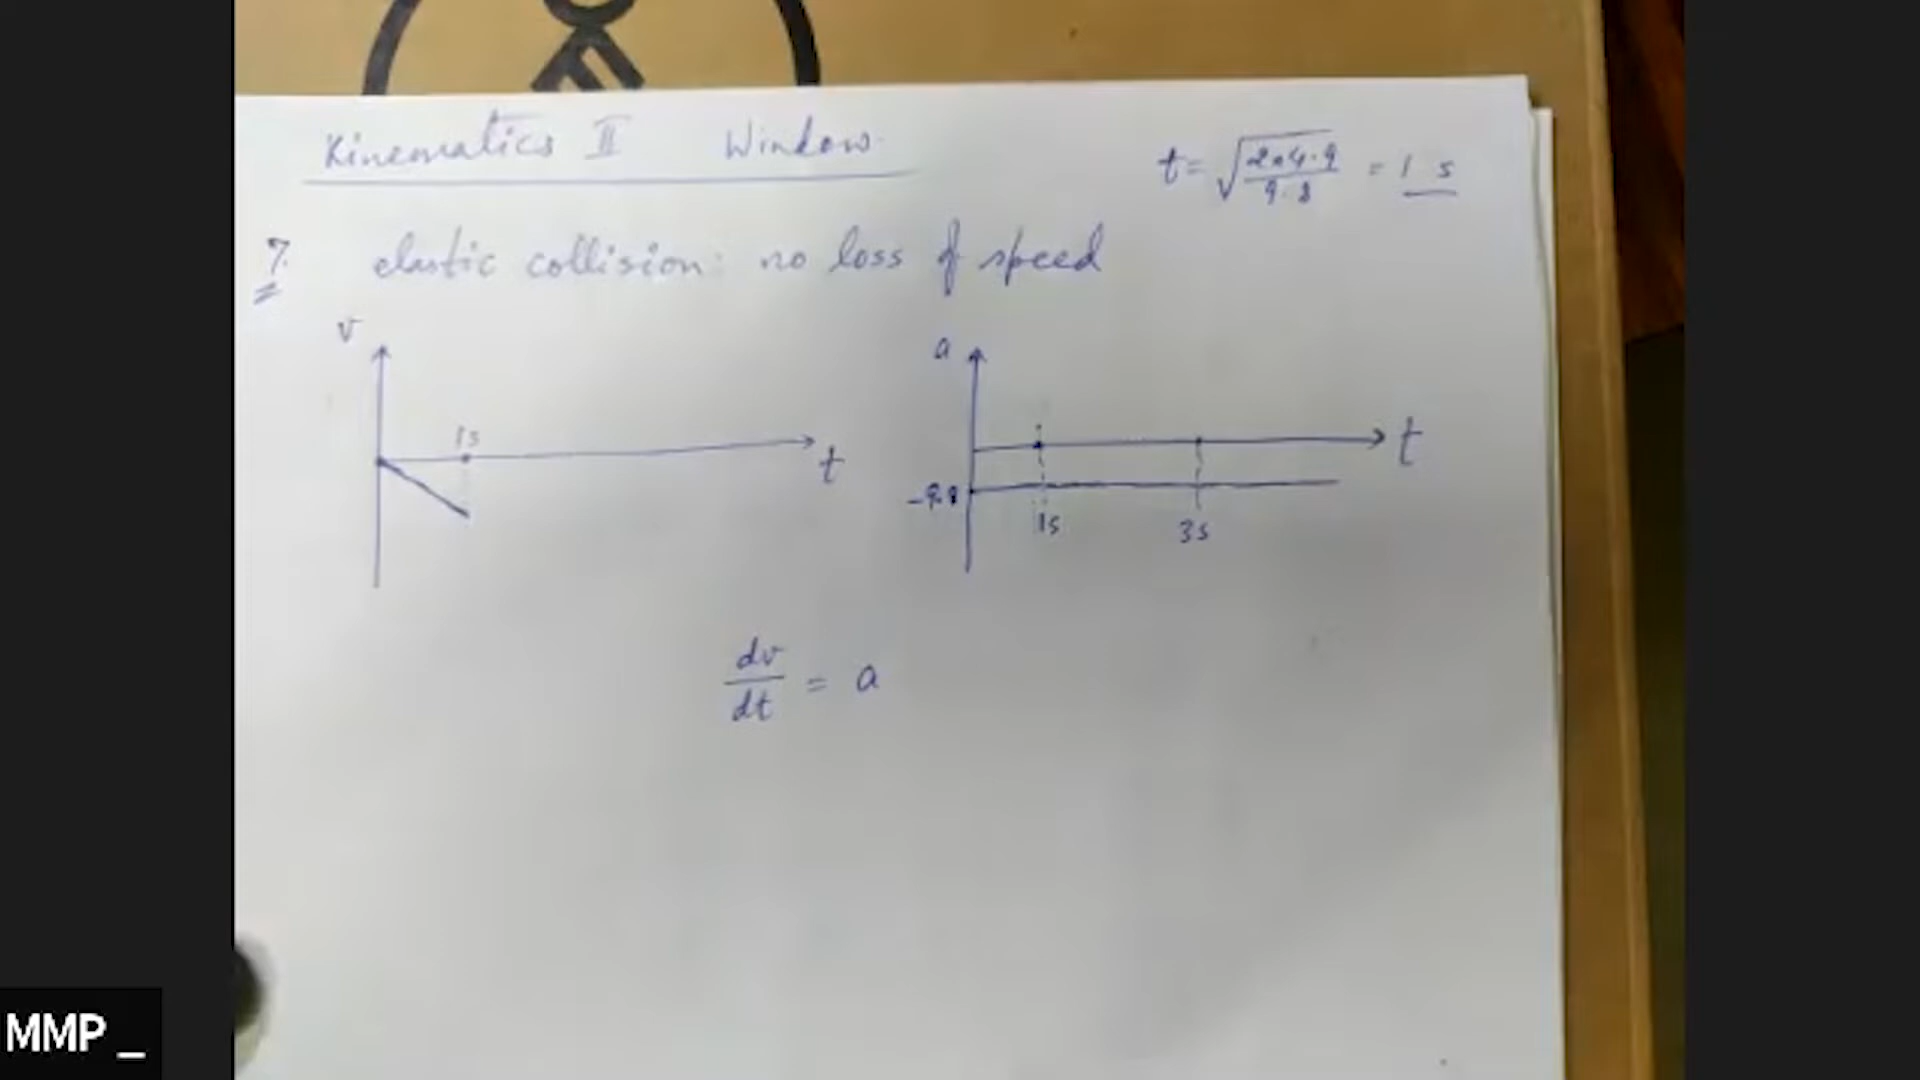 Kinematics II Window.
t = √(2×4.9/9.8) = 1 s
7. elastic collision: no loss of speed
v
1s
t
a
t
-9.8
1s
3s
dv/dt = a
MMP _